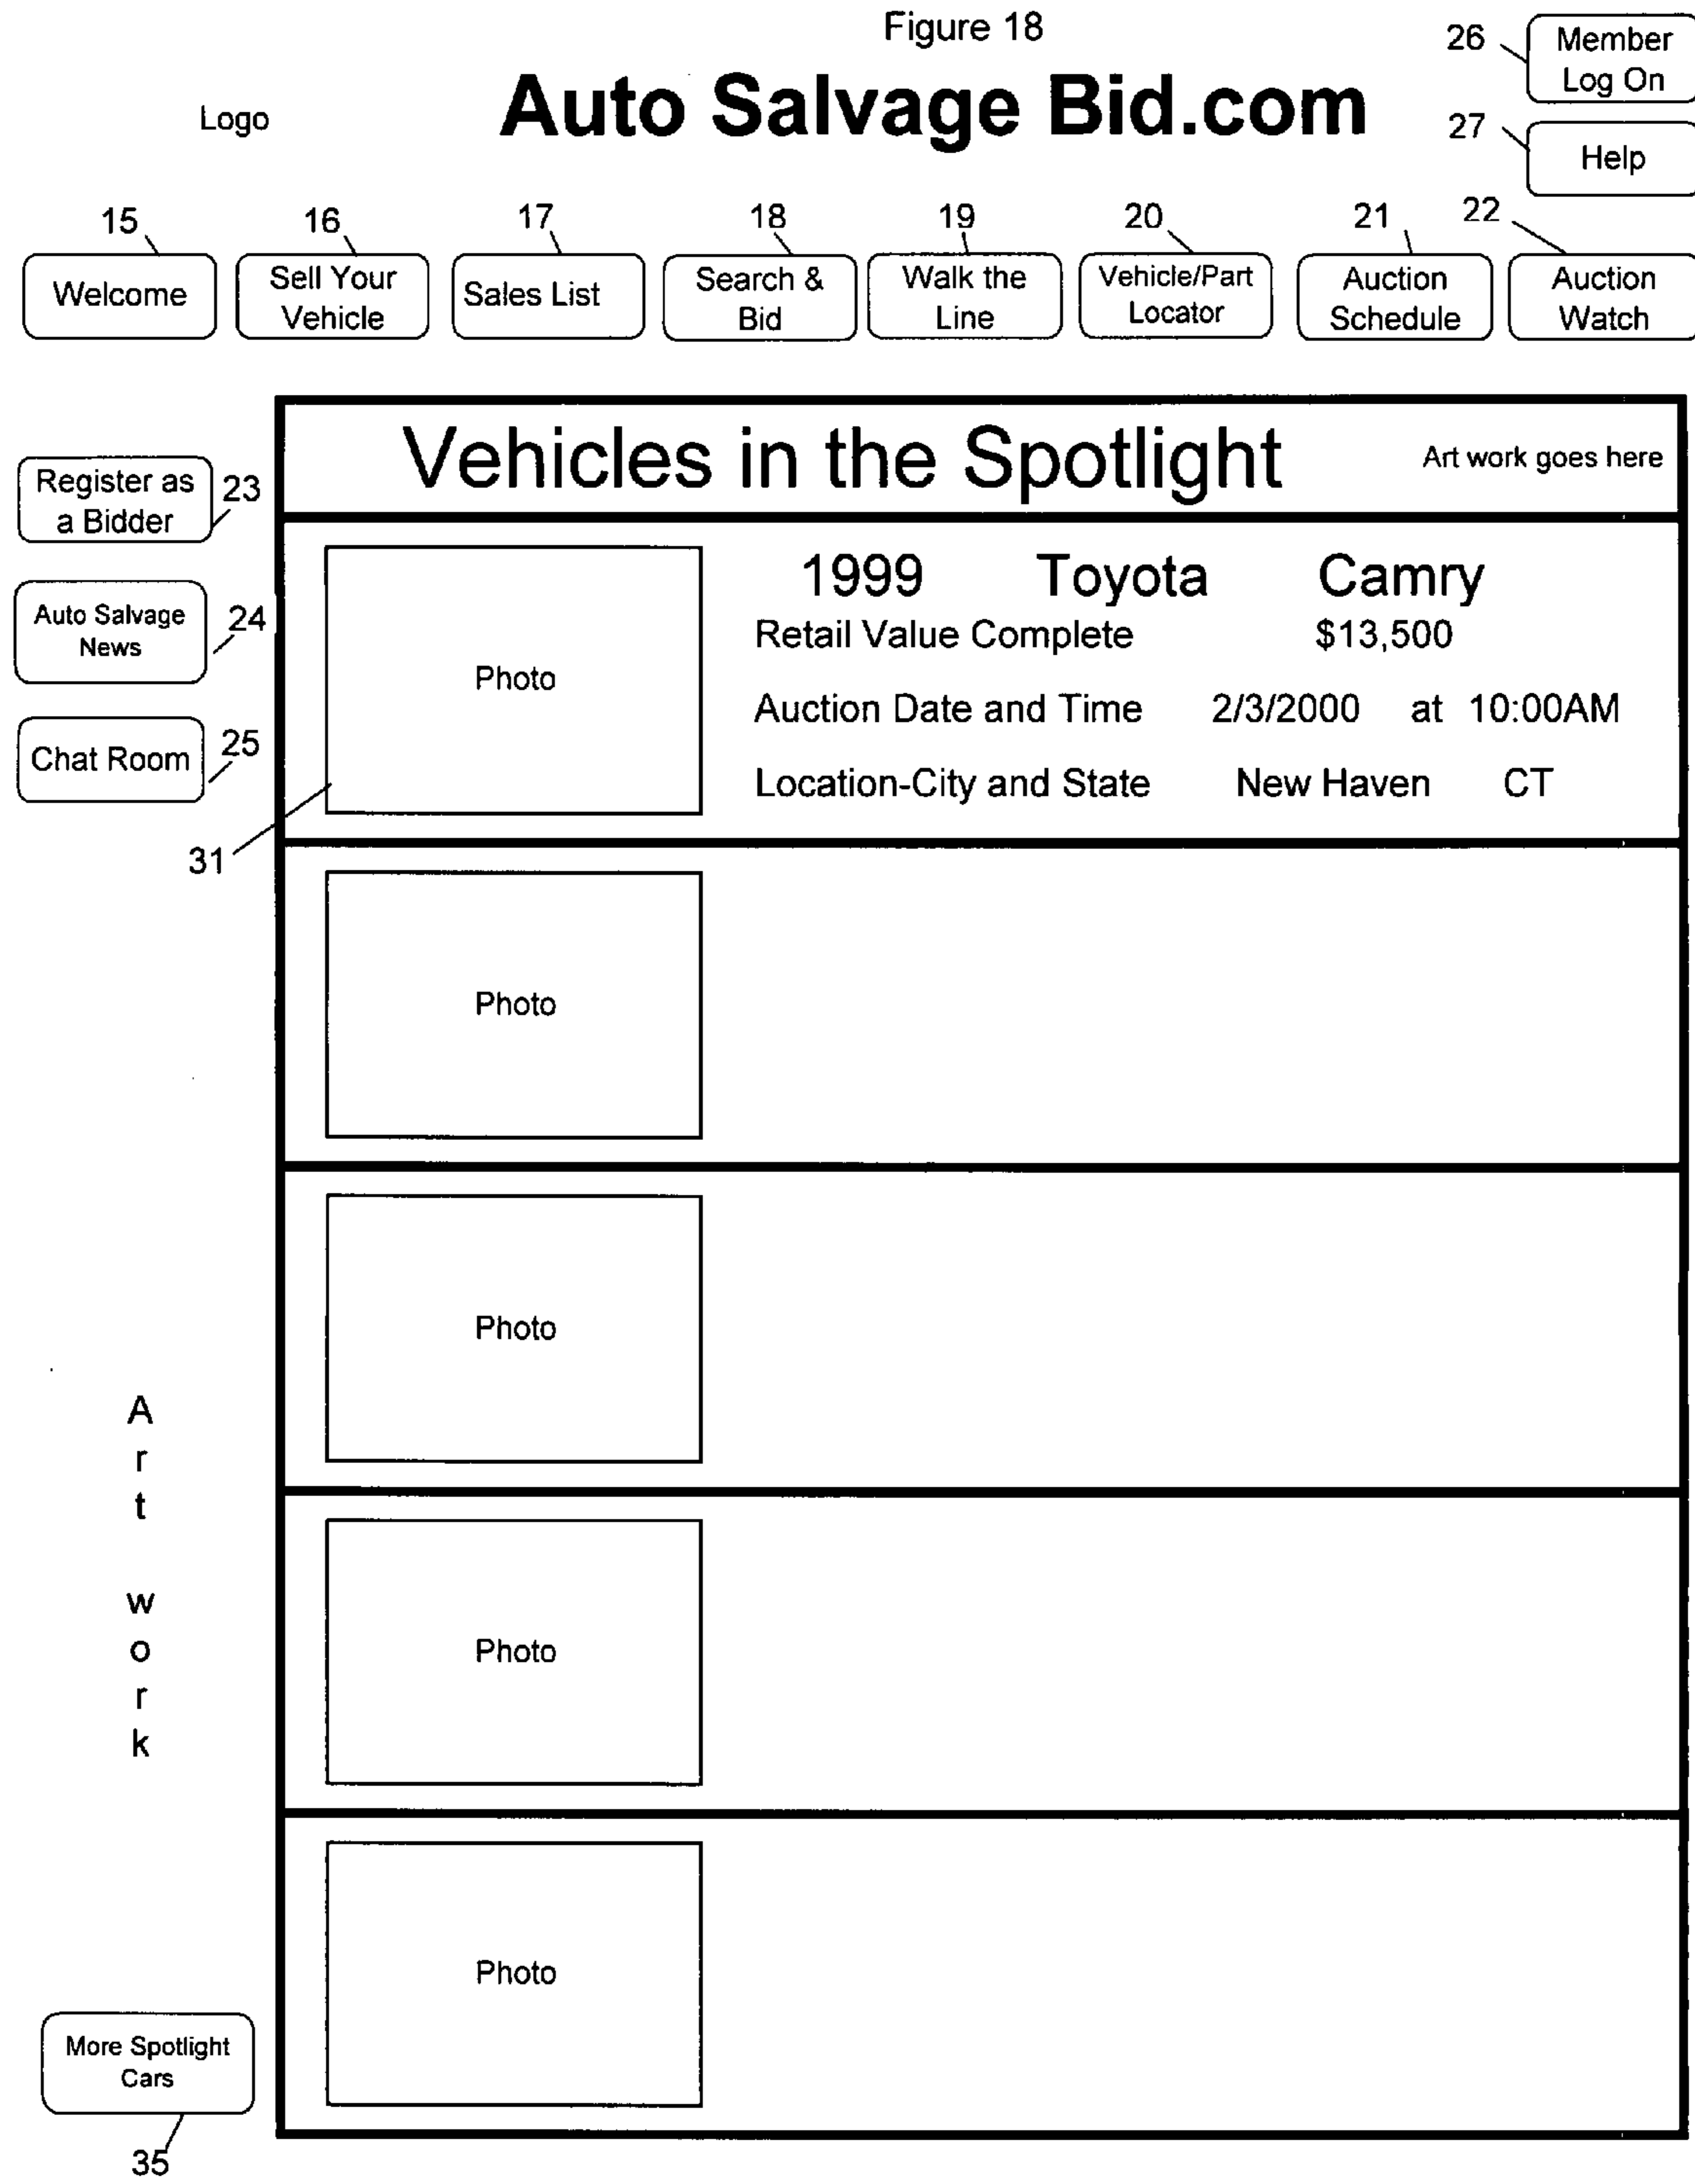 Figure 18
26
Member
Log On
Logo
Auto Salvage Bid.com
27
Help
15
16
17
18
19
20
21
22
Welcome
Sell Your
Vehicle
Sales List
Search &
Bid
Walk the
Line
Vehicle/Part
Locator
Auction
Schedule
Auction
Watch
Register as
a Bidder
23
Auto Salvage
News
24
Chat Room
25
Vehicles in the Spotlight
Art work goes here
Photo
1999 Toyota Camry
Retail Value Complete $13,500
Auction Date and Time 2/3/2000 at 10:00AM
Location-City and State New Haven CT
31
Photo
Photo
Photo
Photo
A
r
t
w
o
r
k
More Spotlight
Cars
35